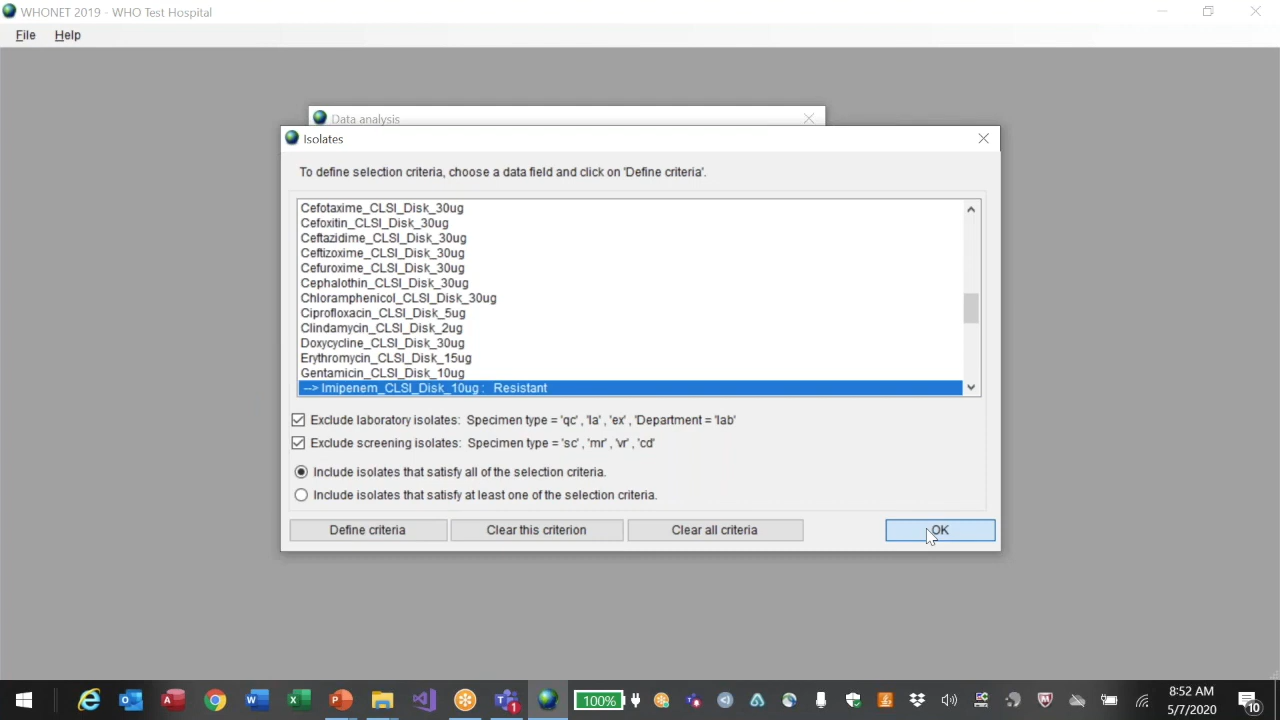 WHONET 2019 - WHO Test Hospital
File Help
Data analysis
Isolates
To define selection criteria, choose a data field and click on 'Define criteria'.
Cefotaxime_CLSI_Disk_30ug
Cefoxitin_CLSI_Disk_30ug
Ceftazidime_CLSI_Disk_30ug
Ceftizoxime_CLSI_Disk_30ug
Cefuroxime_CLSI_Disk_30ug
Cephalothin_CLSI_Disk_30ug
Chloramphenicol_CLSI_Disk_30ug
Ciprofloxacin_CLSI_Disk_5ug
Clindamycin_CLSI_Disk_2ug
Doxycycline_CLSI_Disk_30ug
Erythromycin_CLSI_Disk_15ug
Gentamicin_CLSI_Disk_10ug
--> Imipenem_CLSI_Disk_10ug : Resistant
Exclude laboratory isolates: Specimen type = 'qc' , 'la' , 'ex' , 'Department = 'lab'
Exclude screening isolates: Specimen type = 'sc' , 'mr' , 'vr' , 'cd'
Include isolates that satisfy all of the selection criteria.
Include isolates that satisfy at least one of the selection criteria.
Define criteria Clear this criterion Clear all criteria OK
100%
8:52 AM
5/7/2020
10